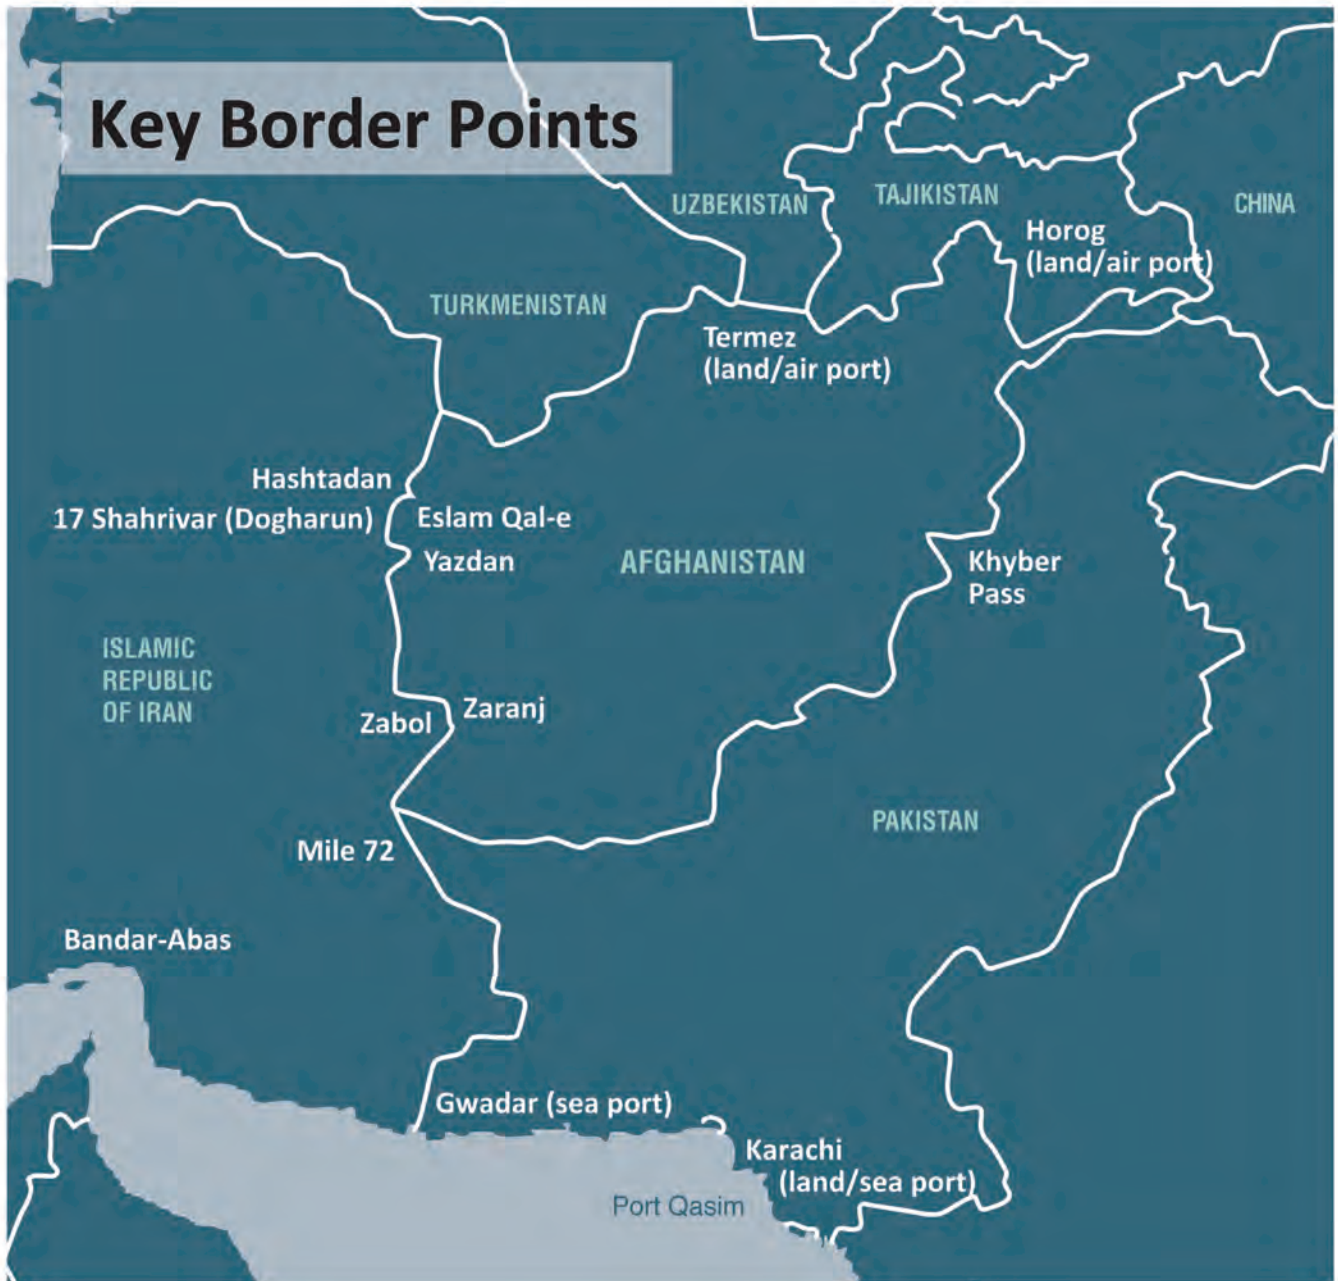 Key Border Points
UZBEKISTAN
TAJIKISTAN
CHINA
Horog
(land/air port)
TURKMENISTAN
Termez
(land/air port)
Hashtadan
17 Shahrivar (Dogharun)
Eslam Qal-e
Yazdan
AFGHANISTAN
Khyber
Pass
ISLAMIC
REPUBLIC
OF IRAN
Zabol
Zaranj
PAKISTAN
Mile 72
Bandar-Abas
Gwadar (sea port)
Karachi
(land/sea port)
Port Qasim